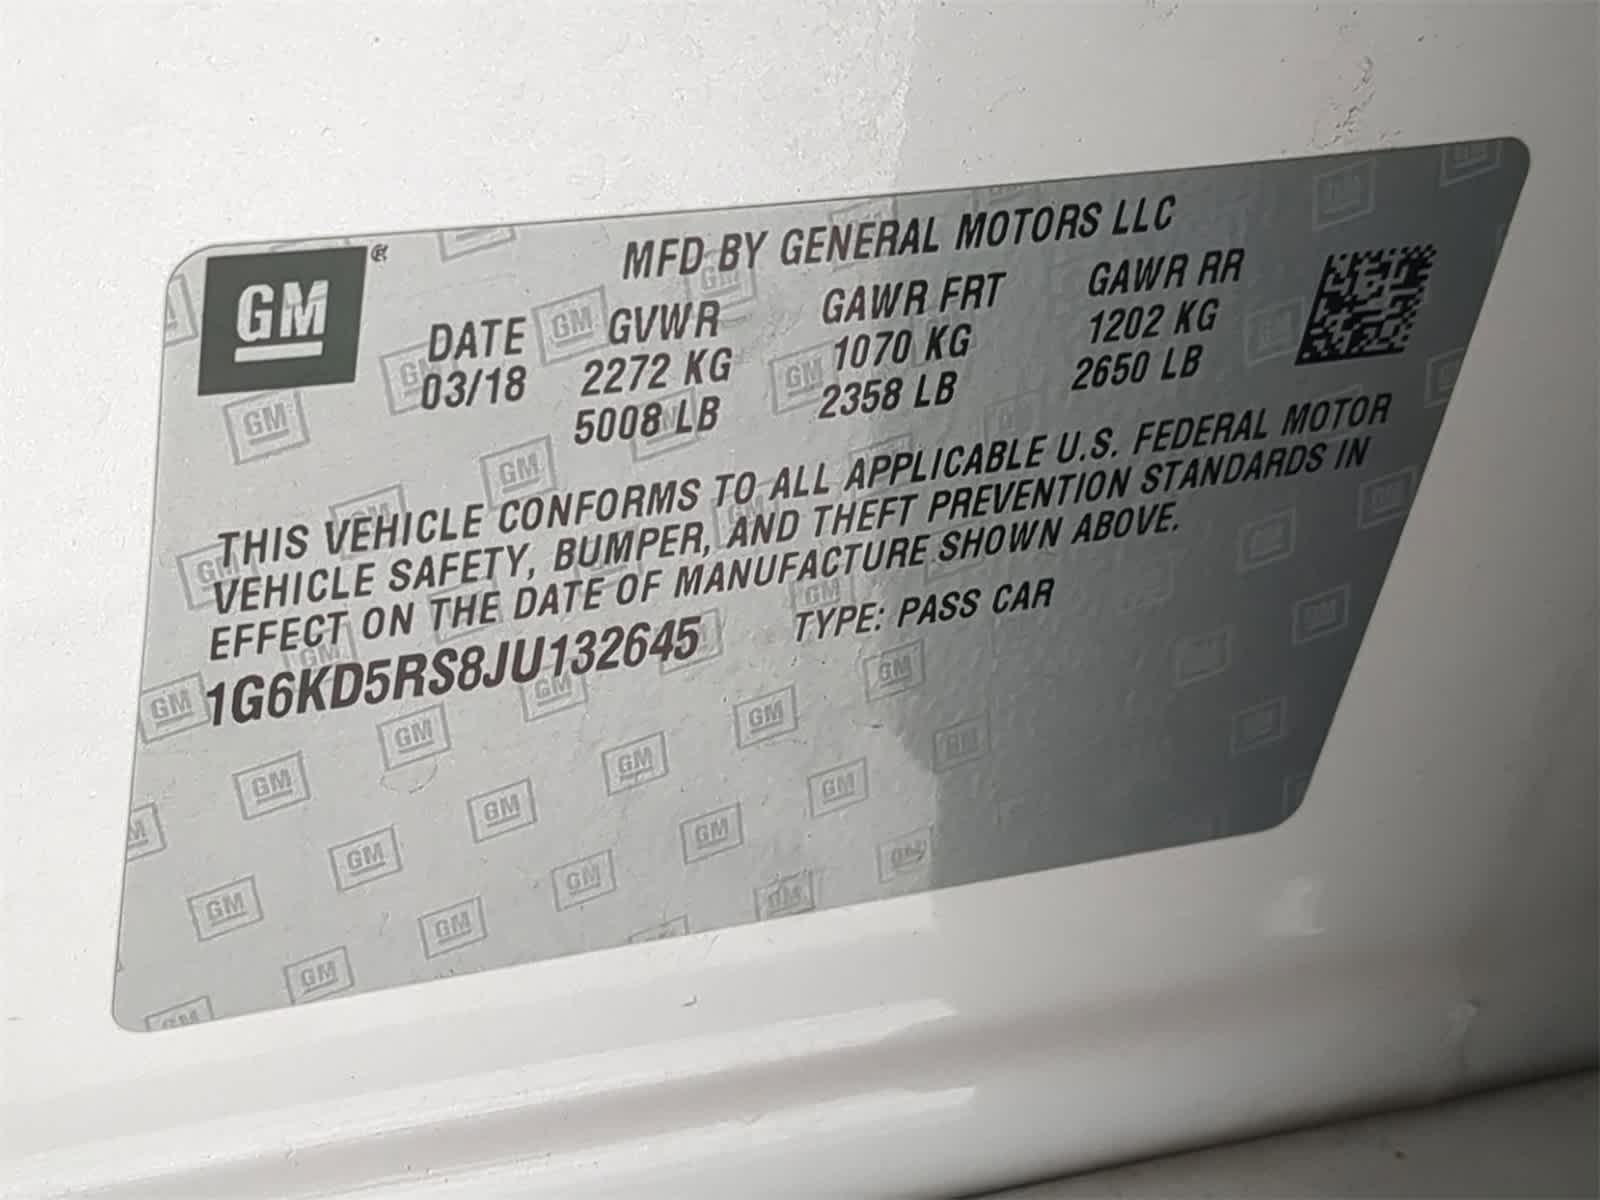 GM
MFD BY GENERAL MOTORS LLC
DATE GVWR GAWR FRT GAWR RR
03/18 2272 KG 1070 KG 1202 KG
5008 LB 2358 LB 2650 LB
THIS VEHICLE CONFORMS TO ALL APPLICABLE U.S. FEDERAL MOTOR
VEHICLE SAFETY, BUMPER, AND THEFT PREVENTION STANDARDS IN
EFFECT ON THE DATE OF MANUFACTURE SHOWN ABOVE.
1G6KD5RS8JU132645 TYPE: PASS CAR